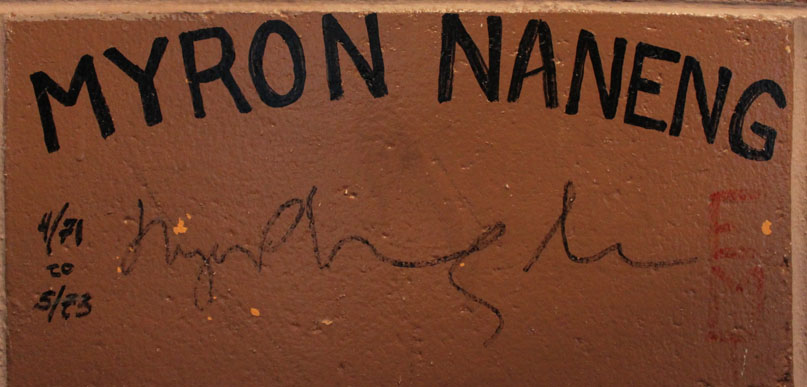 MYRON NANENG
4/71
to
5/73